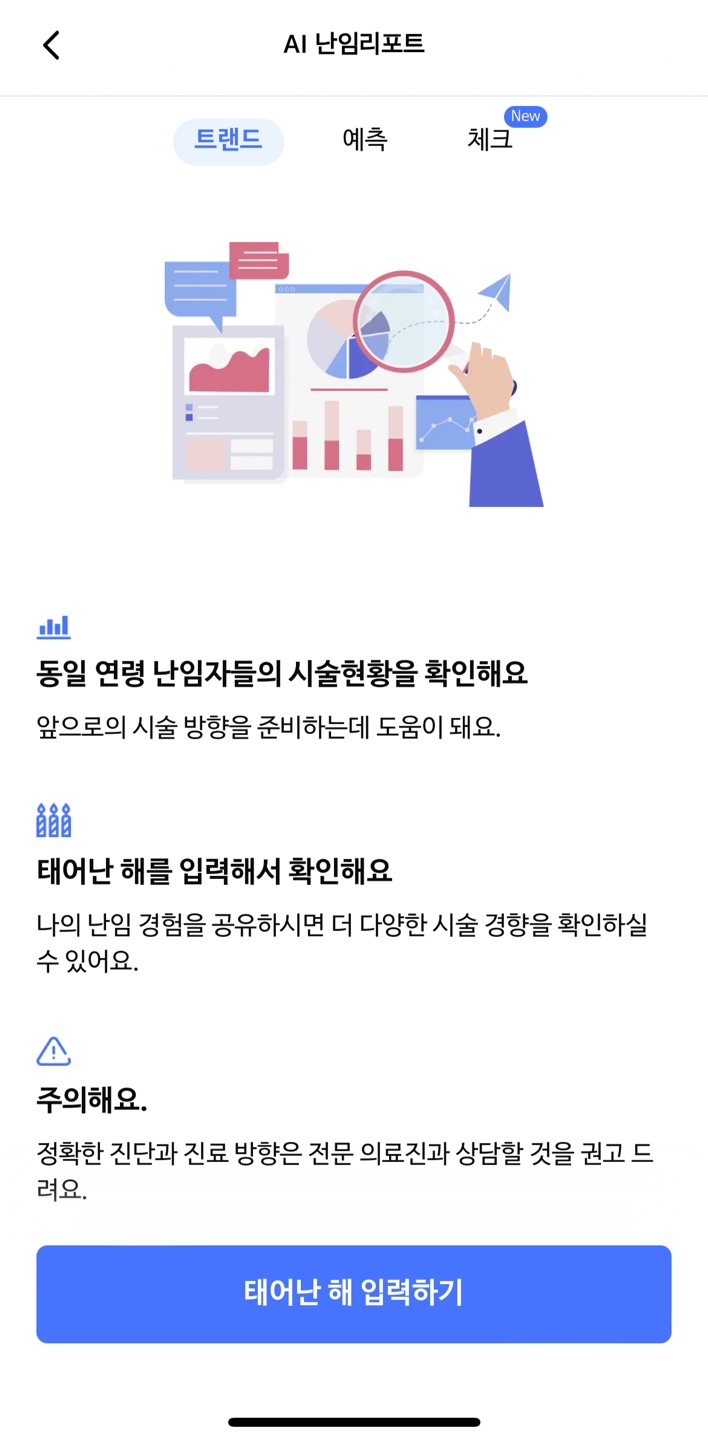 AI 난임리포트
New
트랜드
예측
체크
동일 연령 난임자들의 시술현황을 확인해요
앞으로의 시술 방향을 준비하는데 도움이 돼요.
태어난 해를 입력해서 확인해요
나의 난임 경험을 공유하시면 더 다양한 시술 경향을 확인하실
수 있어요.
주의해요.
정확한 진단과 진료 방향은 전문 의료진과 상담할 것을 권고 드
려요.
태어난 해 입력하기